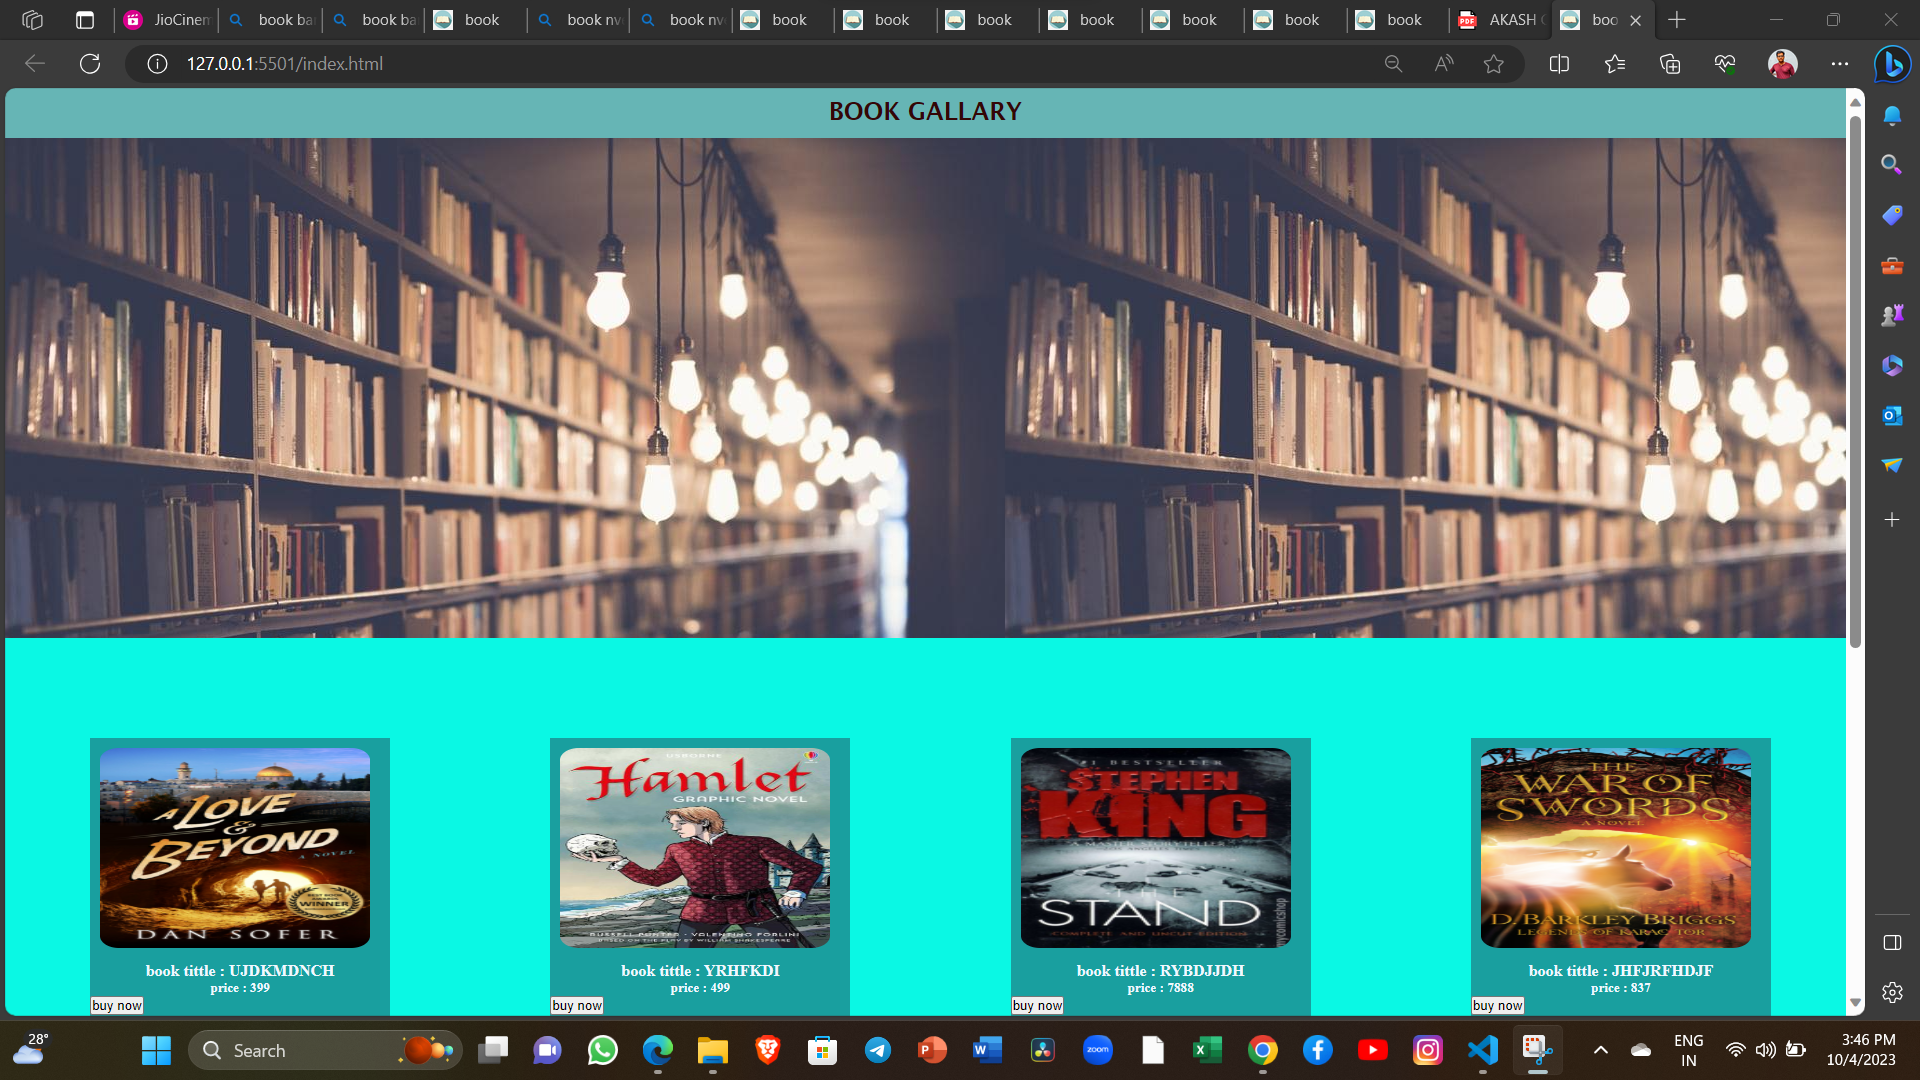 JioCinem
book bar
book ba
book
book nv
book nv
book
book
book
book
book
book
book
AKASH
boo
127.0.0.1:5501/index.html
BOOK GALLARY
A LOVE
&
BEYOND
A NOVEL
WINNER
DAN SOFER
book tittle : UJDKMDNCH
price : 399
buy now
USBORNE
Hamlet
GRAPHIC NOVEL
RUSSELL PUNTER · VALENTINO FORLINI
BASED ON THE PLAY BY WILLIAM SHAKESPEARE
book tittle : YRHFKDI
price : 499
buy now
#1 BESTSELLER
STEPHEN
KING
A MASTER STORYTELLER
THE
STAND
COMPLETE AND UNCUT EDITION
mycomicshop
book tittle : RYBDJJDH
price : 7888
buy now
THE
WAR OF
SWORDS
A NOVEL
D. BARKLEY BRIGGS
LEGENDS OF KARAC TOR
book tittle : JHFJRFHDJF
price : 837
buy now
28°
Search
zoom
ENG
IN
3:46 PM
10/4/2023